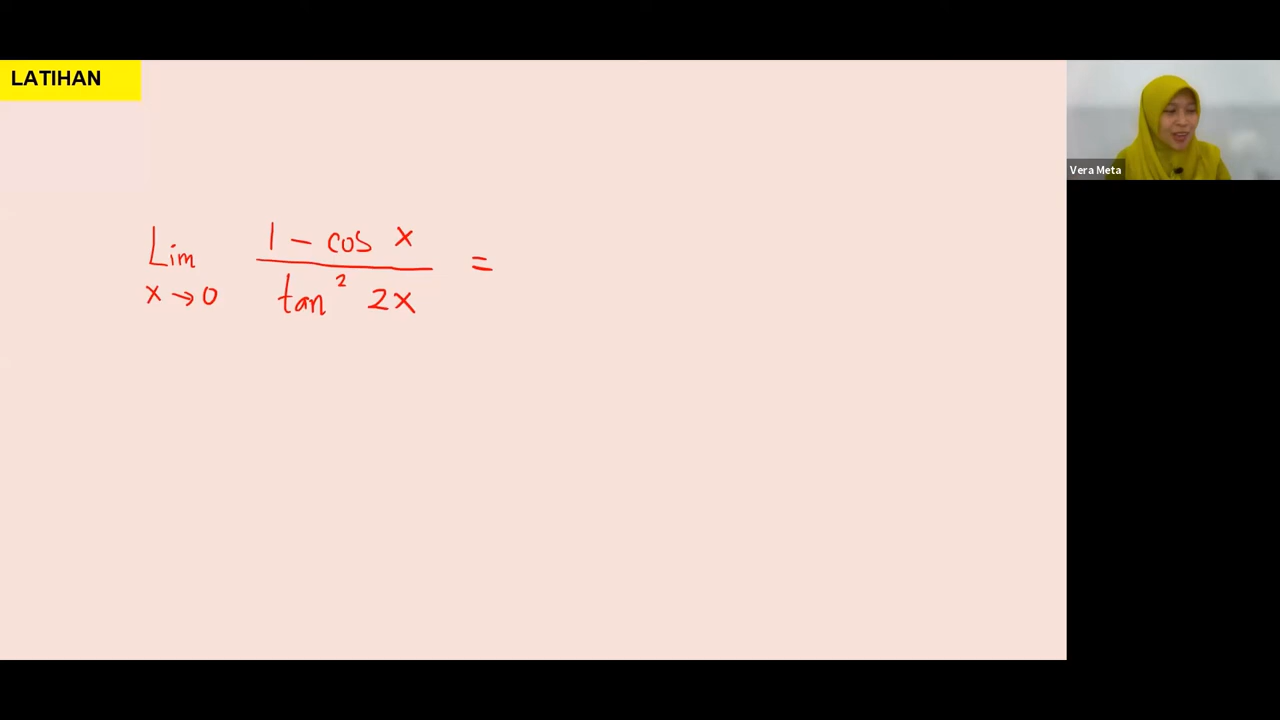 LATIHAN
Vera Meta
Lim 1 - cos x =
x → 0 tan² 2x